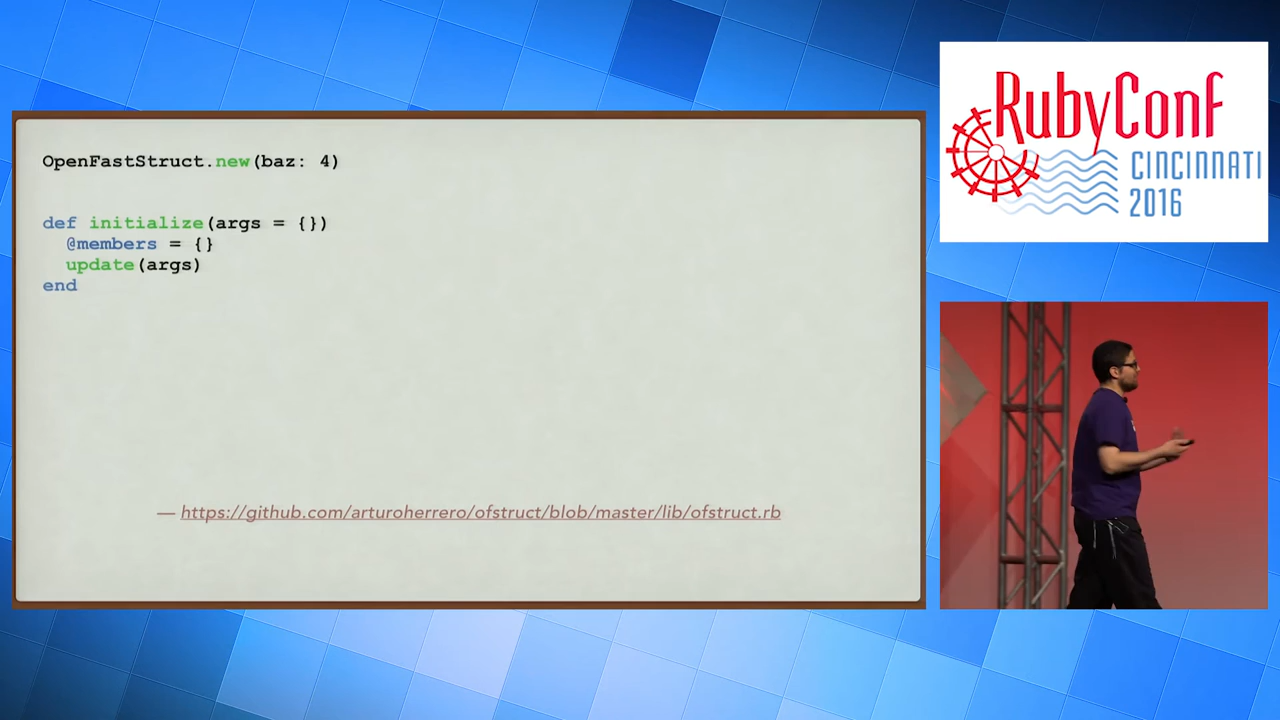 OpenFastStruct.new(baz: 4)
def initialize(args = {})
  @members = {}
  update(args)
end
— https://github.com/arturoherrero/ofstruct/blob/master/lib/ofstruct.rb
RubyConf
CINCINNATI
2016